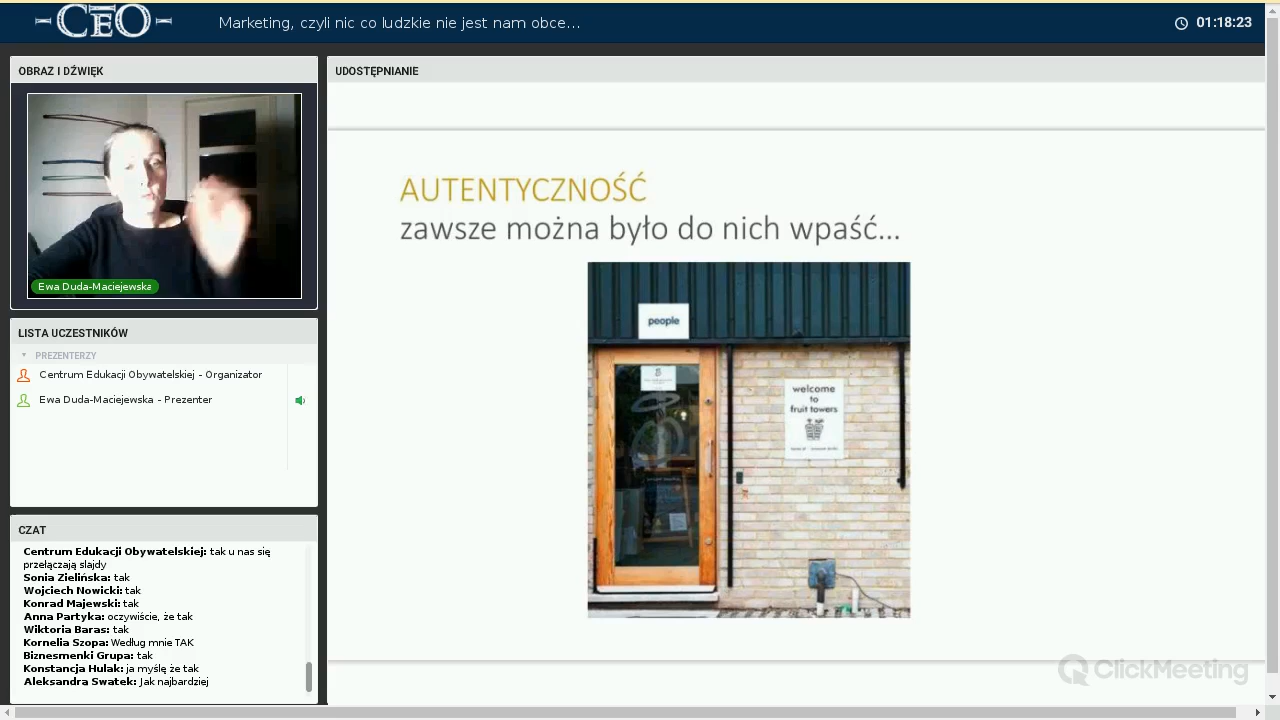 CEO
Marketing, czyli nic co ludzkie nie jest nam obce...
01:18:23
OBRAZ I DŹWIĘK
Ewa Duda-Maciejewska
LISTA UCZESTNIKÓW
PREZENTERZY
Centrum Edukacji Obywatelskiej - Organizator
Ewa Duda-Maciejewska - Prezenter
CZAT
Centrum Edukacji Obywatelskiej: tak u nas się
przełączają slajdy
Sonia Zielińska: tak
Wojciech Nowicki: tak
Konrad Majewski: tak
Anna Partyka: oczywiście, że tak
Wiktoria Baras: tak
Kornelia Szopa: Według mnie TAK
Biznesmenki Grupa: tak
Konstancja Hulak: ja myślę że tak
Aleksandra Swatek: Jak najbardziej
UDOSTĘPNIANIE
AUTENTYCZNOŚĆ
zawsze można było do nich wpaść...
people
welcome
to
fruit towers
ClickMeeting